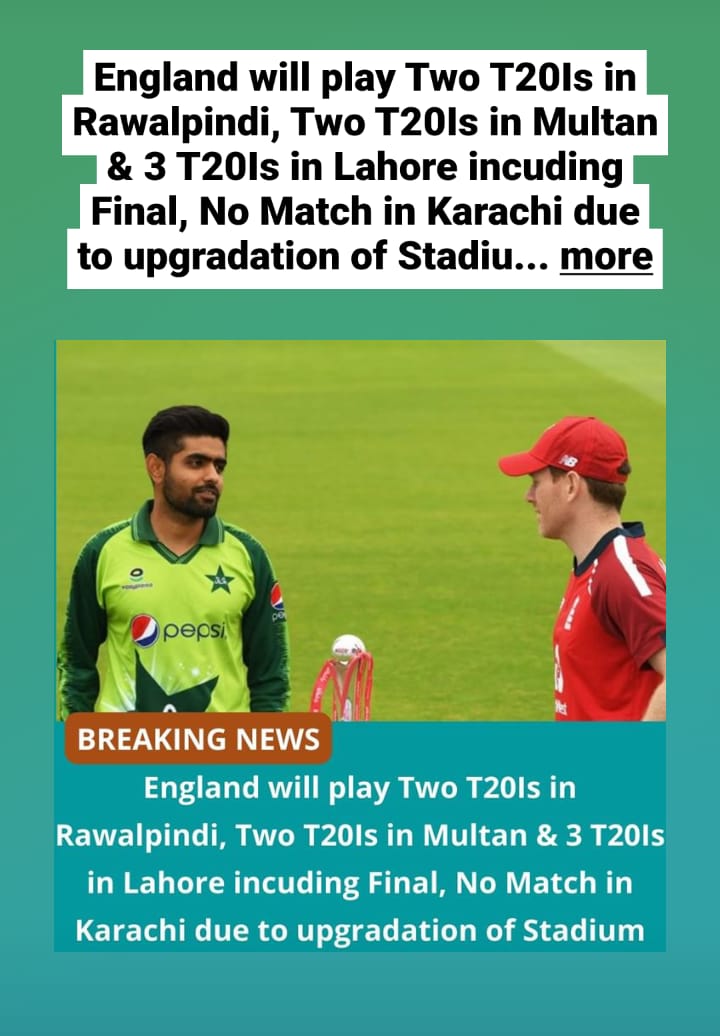 England will play Two T20Is in
Rawalpindi, Two T20Is in Multan
& 3 T20Is in Lahore incuding
Final, No Match in Karachi due
to upgradation of Stadiu... more
pepsi
BREAKING NEWS
England will play Two T20Is in
Rawalpindi, Two T20Is in Multan & 3 T20Is
in Lahore incuding Final, No Match in
Karachi due to upgradation of Stadium